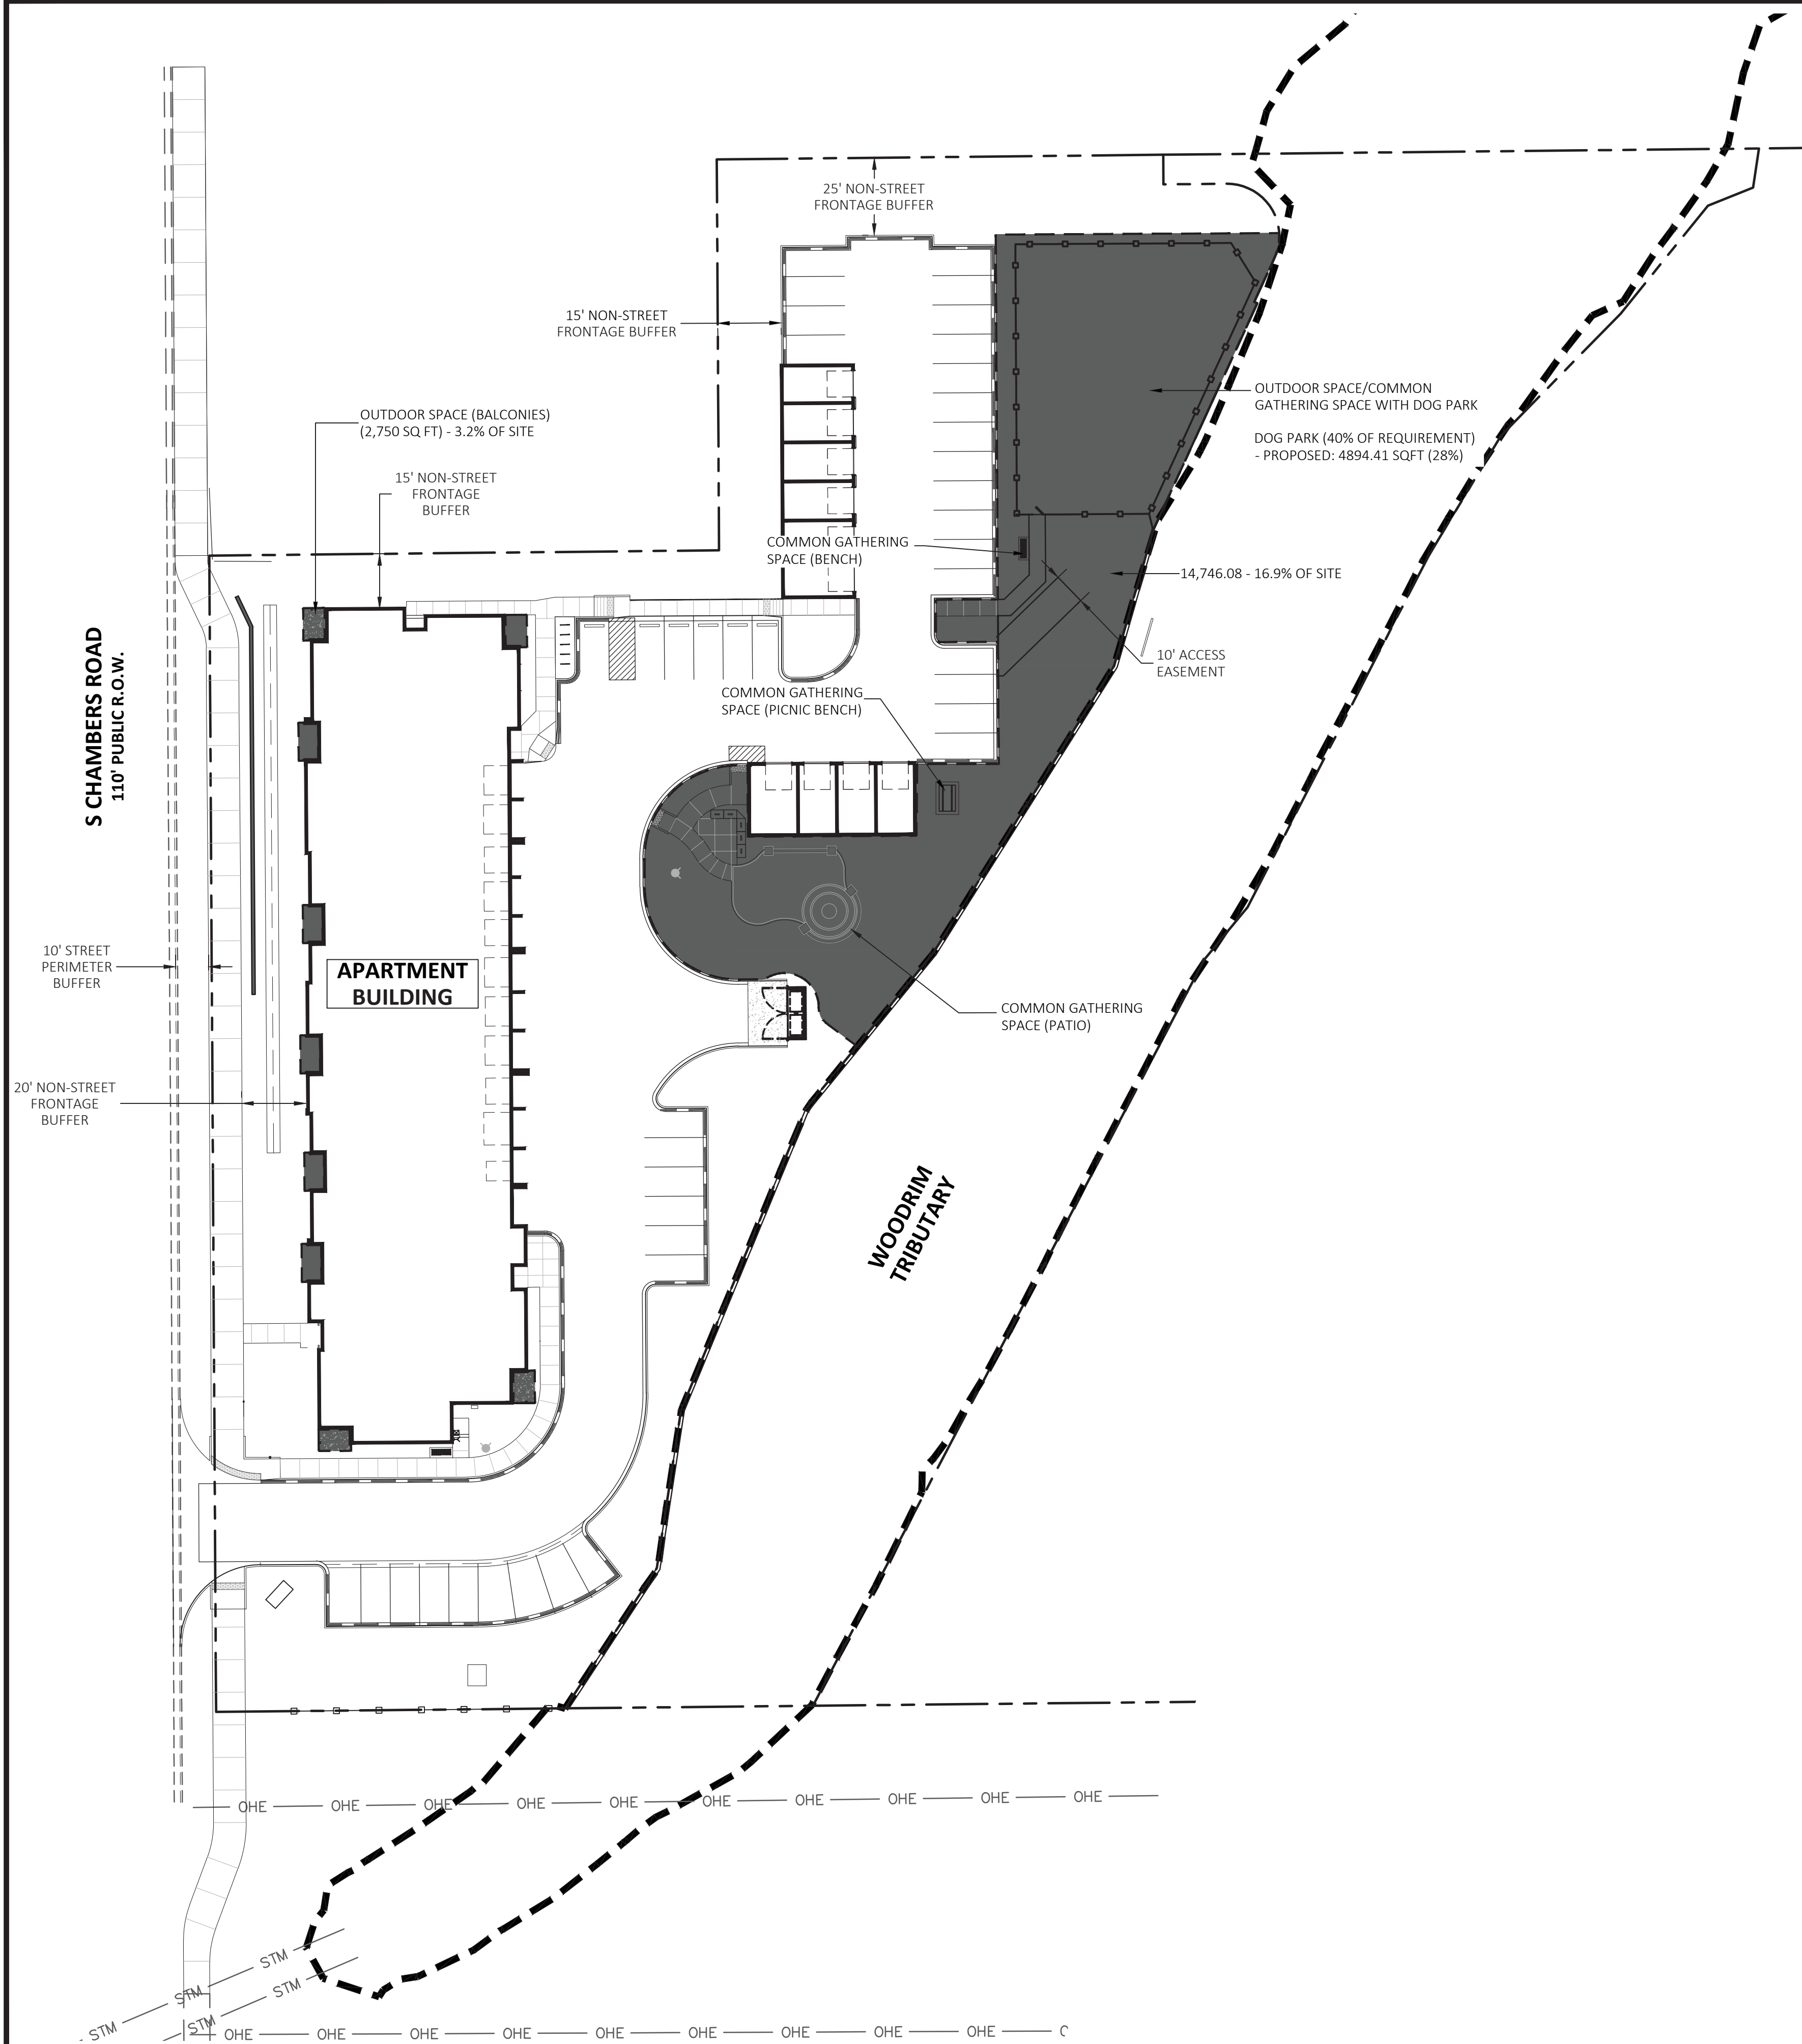 25' NON-STREET
FRONTAGE BUFFER
15' NON-STREET
FRONTAGE BUFFER
OUTDOOR SPACE/COMMON
GATHERING SPACE WITH DOG PARK
DOG PARK (40% OF REQUIREMENT)
- PROPOSED: 4894.41 SQFT (28%)
OUTDOOR SPACE (BALCONIES)
(2,750 SQ FT) - 3.2% OF SITE
15' NON-STREET
FRONTAGE
BUFFER
COMMON GATHERING
SPACE (BENCH)
14,746.08 - 16.9% OF SITE
10' ACCESS
EASEMENT
S CHAMBERS ROAD
110' PUBLIC R.O.W.
COMMON GATHERING
SPACE (PICNIC BENCH)
10' STREET
PERIMETER
BUFFER
APARTMENT
BUILDING
COMMON GATHERING
SPACE (PATIO)
20' NON-STREET
FRONTAGE
BUFFER
WOODRIM
TRIBUTARY
OHE OHE OHE OHE OHE OHE OHE OHE OHE OHE
STM
STM
STM
STM
STM
OHE OHE OHE OHE OHE OHE OHE OHE OHE